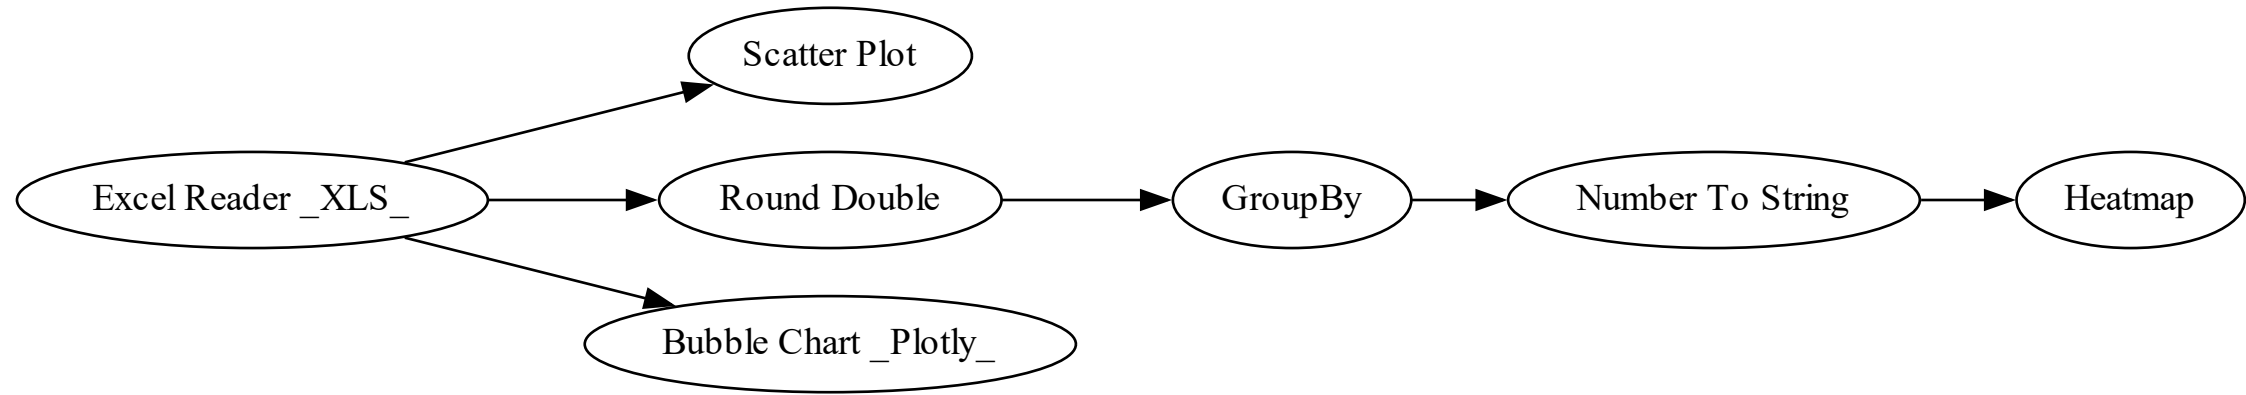 Scatter Plot
Excel Reader _XLS_
Round Double
GroupBy
Number To String
Heatmap
Bubble Chart _Plotly_